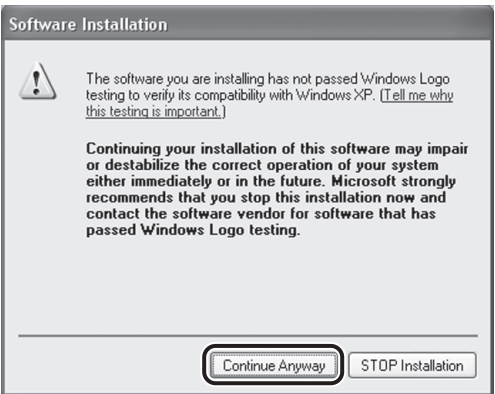 Software Installation
The software you are installing has not passed Windows Logo
testing to verify its compatibility with Windows XP. (Tell me why
this testing is important.)
Continuing your installation of this software may impair
or destabilize the correct operation of your system
either immediately or in the future. Microsoft strongly
recommends that you stop this installation now and
contact the software vendor for software that has
passed Windows Logo testing.
Continue Anyway
STOP Installation